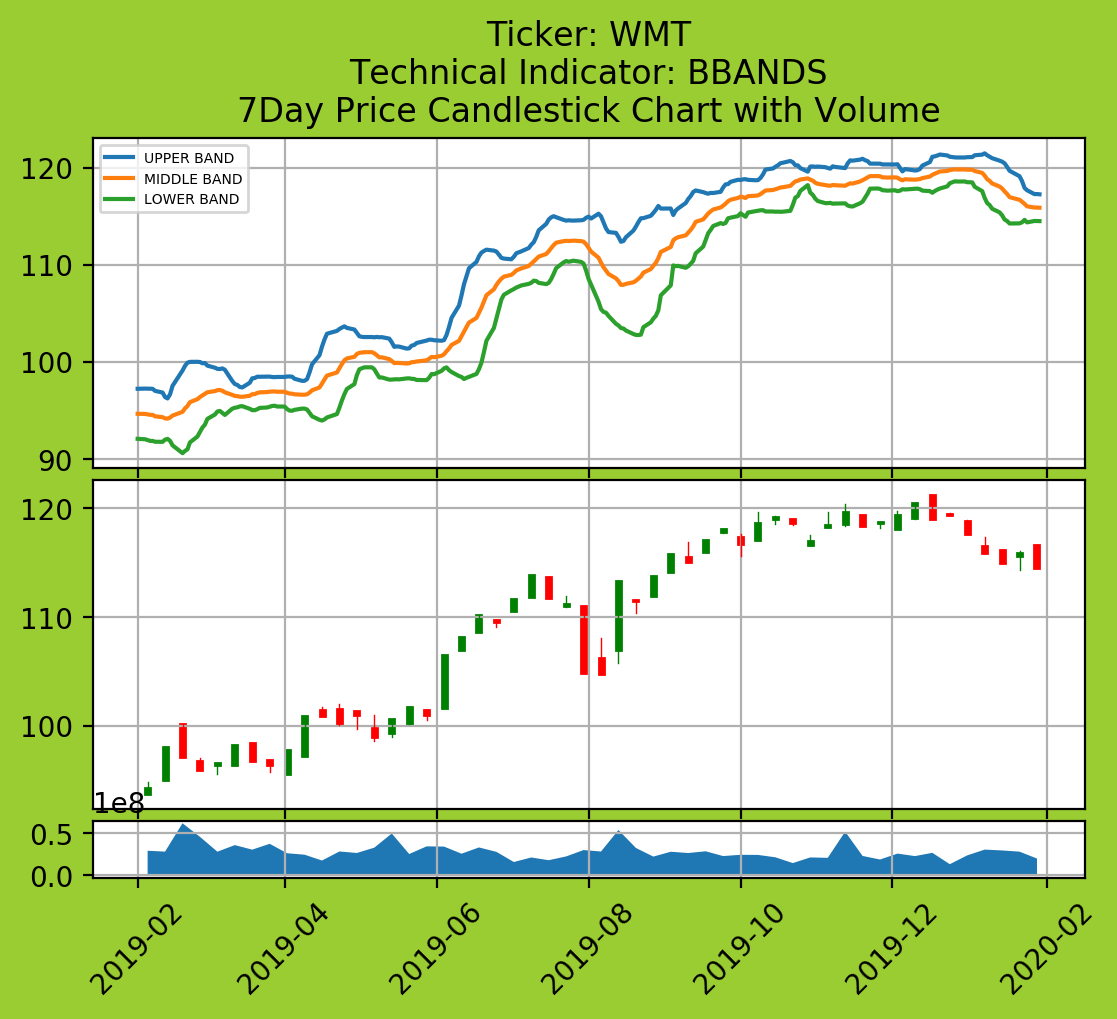 Ticker: WMT
Technical Indicator: BBANDS
7Day Price Candlestick Chart with Volume
UPPER BAND
MIDDLE BAND
LOWER BAND
120
110
100
90
120
110
100
1e8
0.5
0.0
2019-02
2019-04
2019-06
2019-08
2019-10
2019-12
2020-02